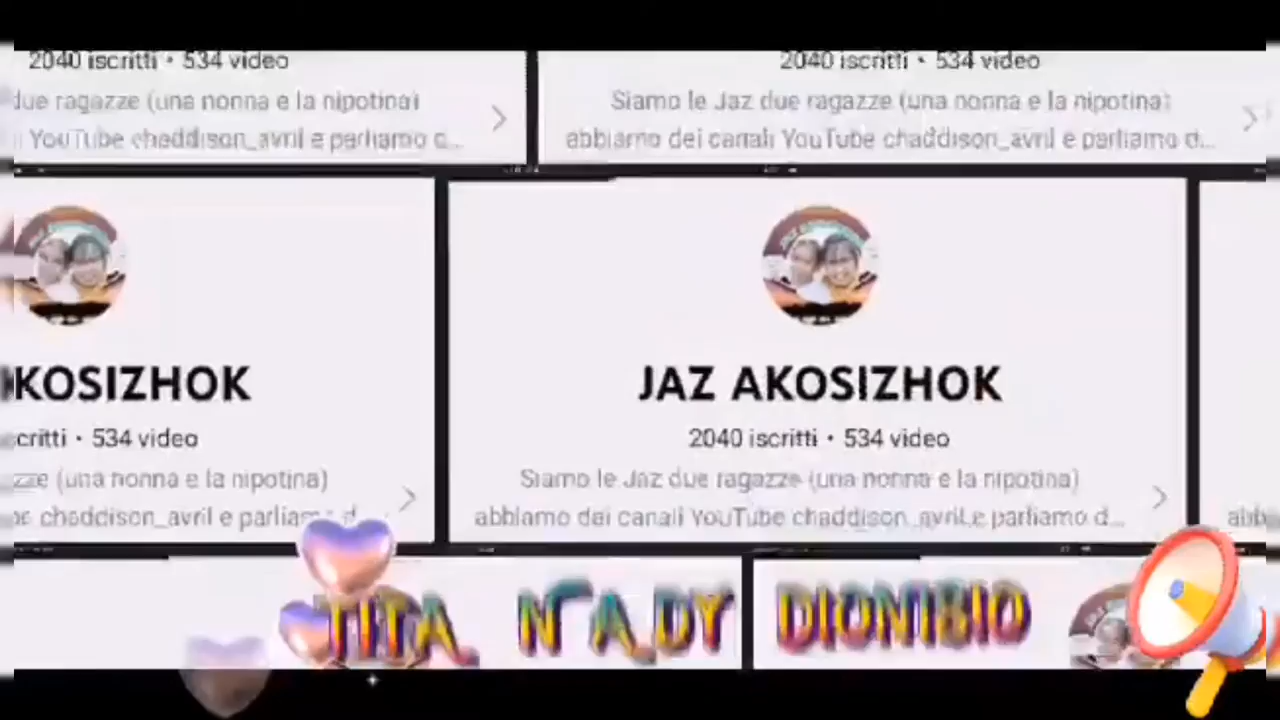 2040 iscritti • 534 video
2040 iscritti • 534 video
due ragazze (una nonna e la nipotina)
Siamo le Jaz due ragazze (una nonna e la nipotina)
YouTube chaddison_avril e parliamo d...
abbiamo dei canali YouTube chaddison_avril e parliamo d...
KOSIZHOK
JAZ AKOSIZHOK
scritti • 534 video
2040 iscritti • 534 video
zze (una nonna e la nipotina)
Siamo le Jaz due ragazze (una nonna e la nipotina)
chaddison_avril e parliamo d
abbiamo dei canali YouTube chaddison_avril e parliamo d...
abb
TITA DIONISIO